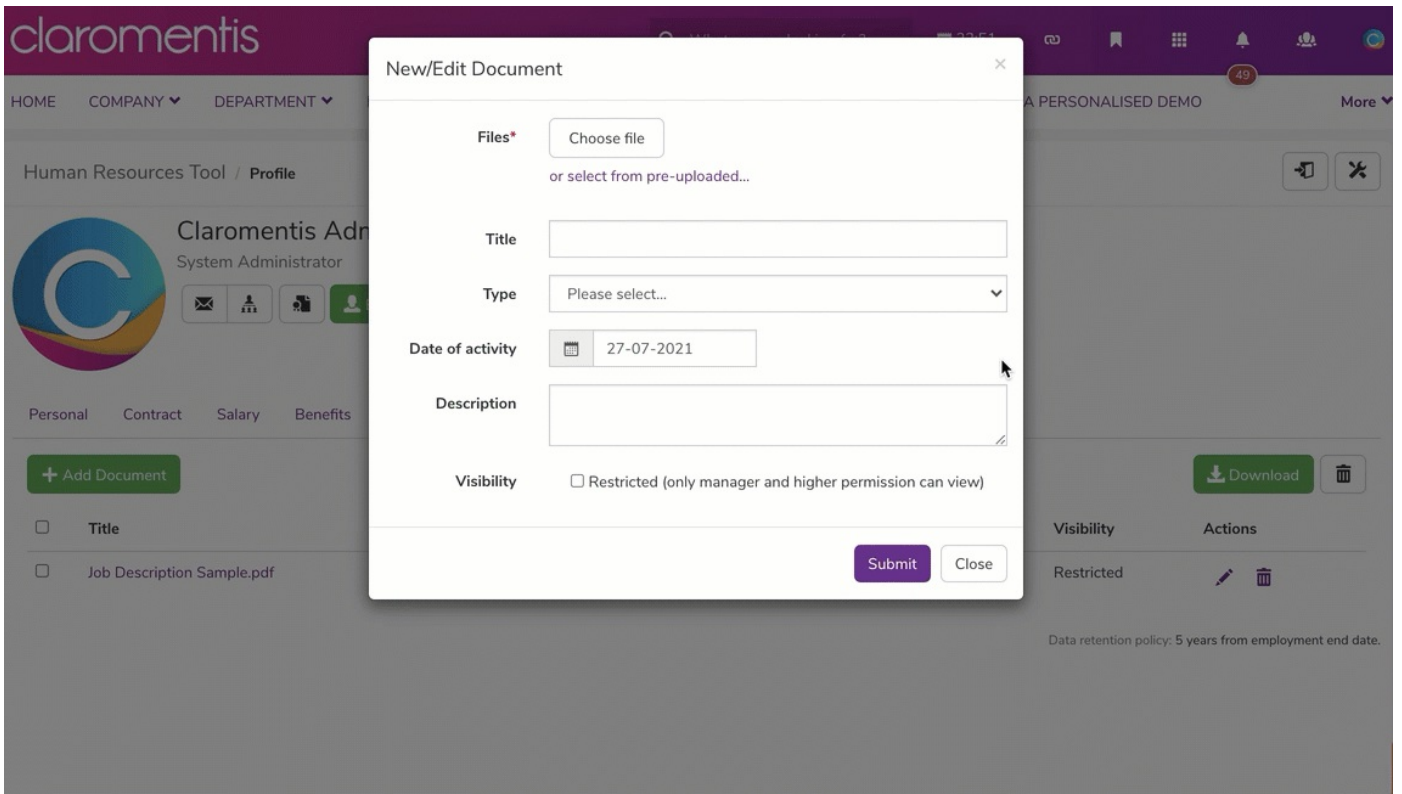 claromentis
49
HOME COMPANY DEPARTMENT A PERSONALISED DEMO More
Human Resources Tool / Profile
Claromentis Adm
System Administrator
Personal Contract Salary Benefits
Add Document
Download
Title Visibility Actions
Job Description Sample.pdf Restricted
Data retention policy: 5 years from employment end date.
New/Edit Document ×
Files* Choose file
or select from pre-uploaded...
Title
Type Please select...
Date of activity 27-07-2021
Description
Visibility Restricted (only manager and higher permission can view)
Submit Close